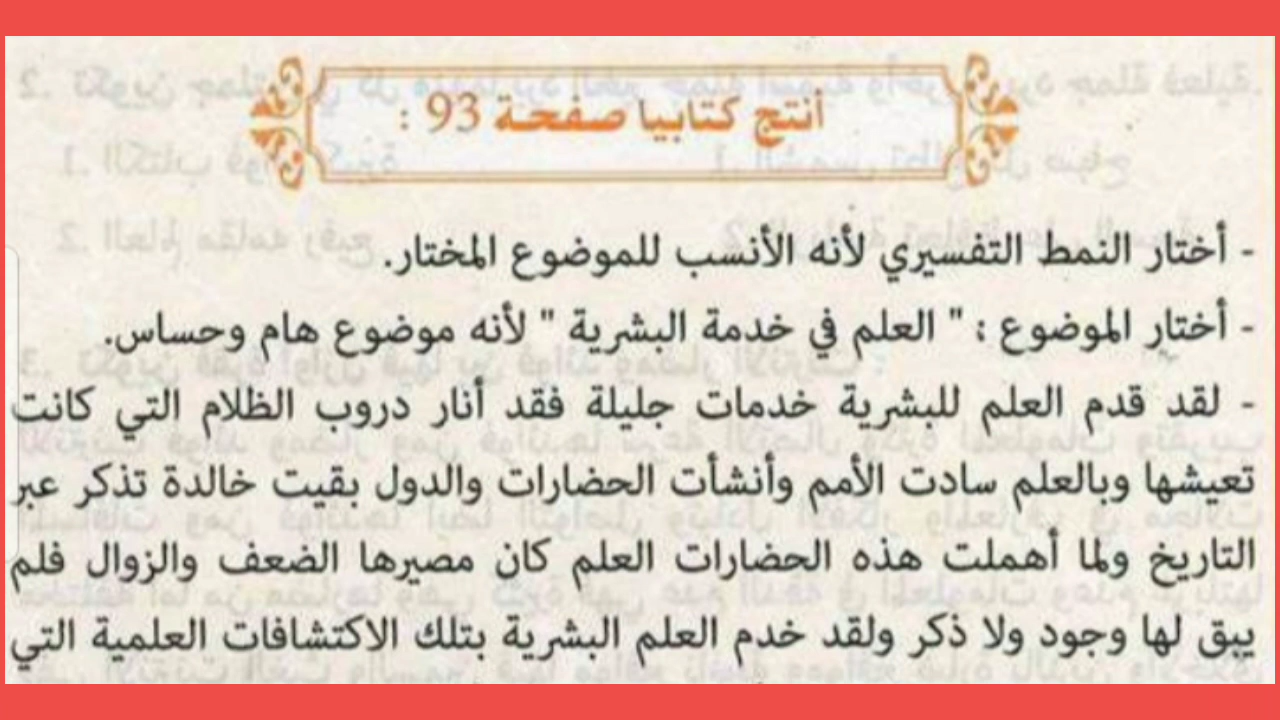 أنتج كتابيا صفحة 93 :
- أختار النمط التفسيري لأنه الأنسب للموضوع المختار.
- أختار الموضوع : " العلم في خدمة البشرية " لأنه موضوع هام وحساس.
- لقد قدم العلم للبشرية خدمات جليلة فقد أنار دروب الظلام التي كانت
تعيشها وبالعلم سادت الأمم وأنشأت الحضارات والدول بقيت خالدة تذكر عبر
التاريخ ولما أهملت هذه الحضارات العلم كان مصيرها الضعف والزوال فلم
يبق لها وجود ولا ذكر ولقد خدم العلم البشرية بتلك الاكتشافات العلمية التي